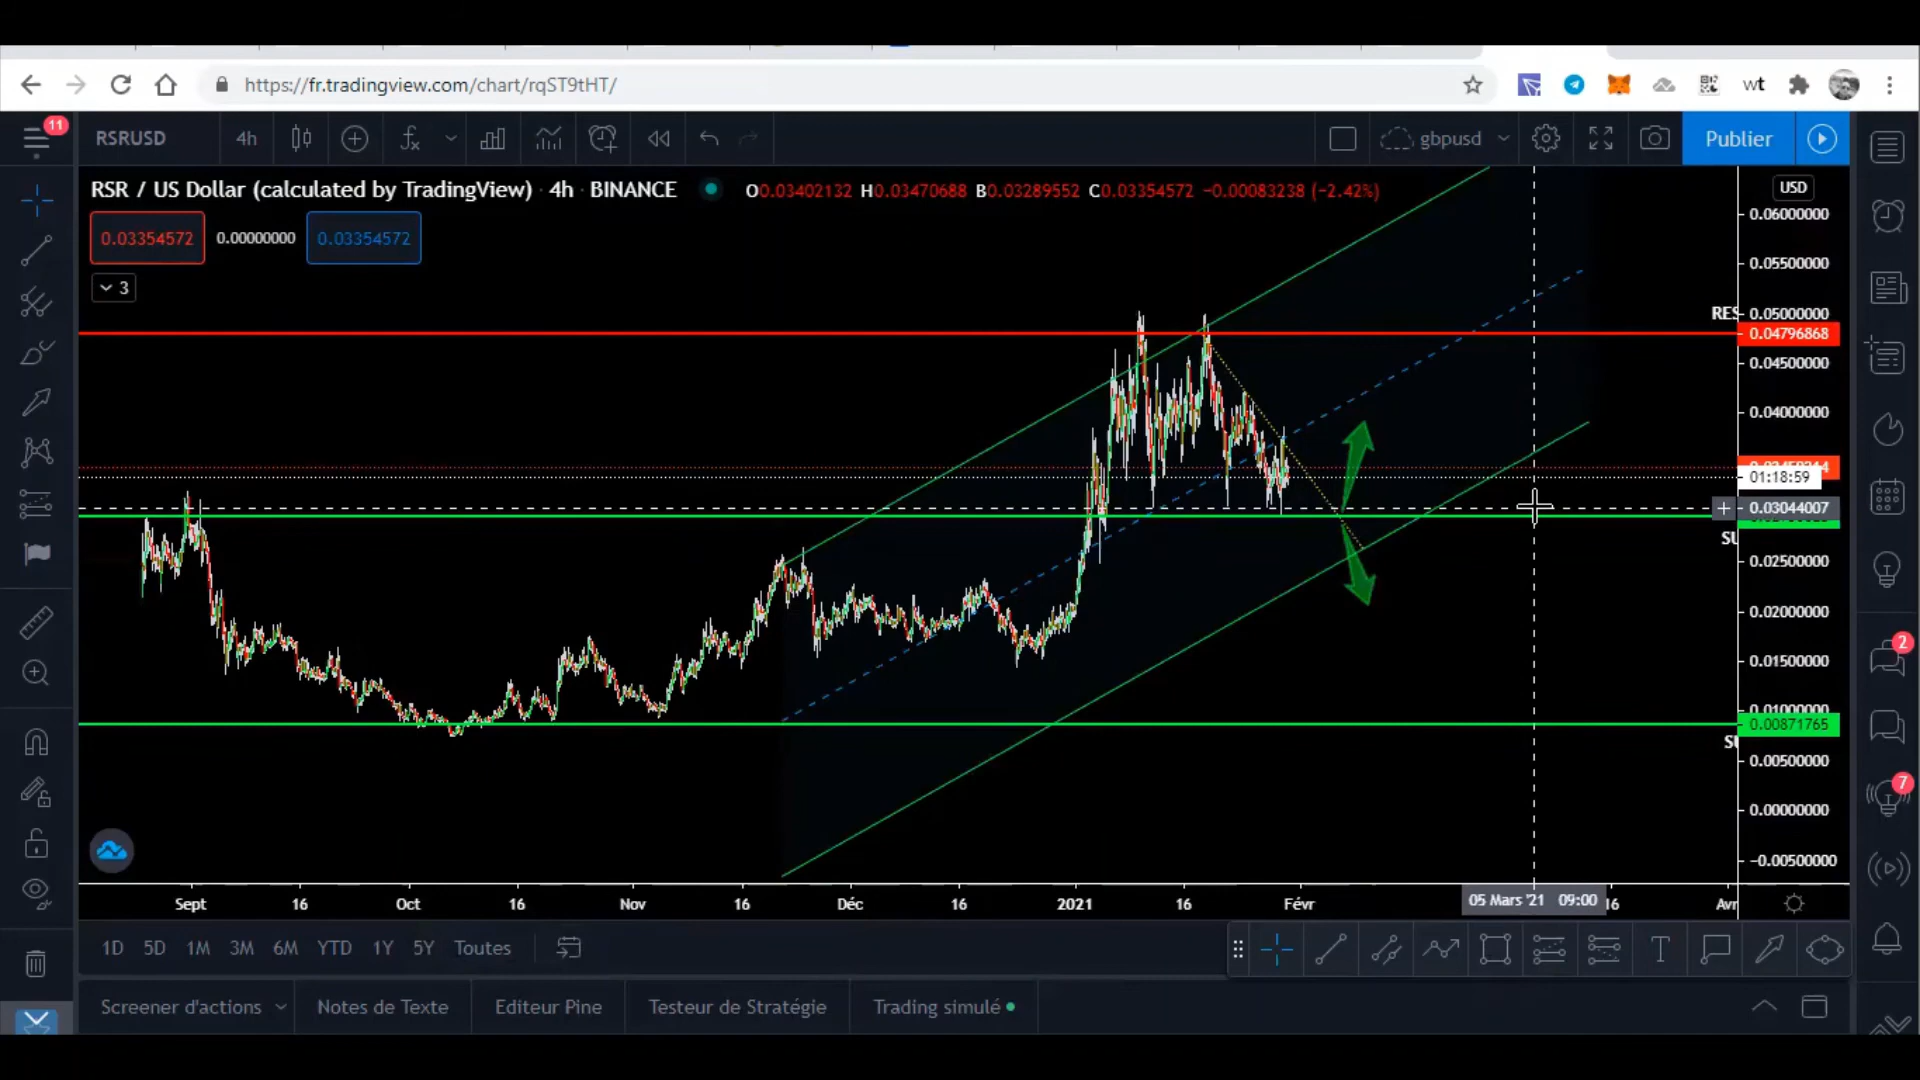 https://fr.tradingview.com/chart/rqST9tHT/
wt
11
RSRUSD
4h
gbpusd
Publier
RSR / US Dollar (calculated by TradingView) · 4h · BINANCE
O0.03402132 H0.03470688 B0.03289552 C0.03354572 −0.00083238 (−2.42%)
USD
0.03354572
0.00000000
0.03354572
3
0.06000000
0.05500000
RES
0.05000000
0.04796868
0.04500000
0.04000000
01:18:59
0.03044007
SU
0.02500000
0.02000000
0.01500000
0.01000000
0.00871765
SU
0.00500000
0.00000000
−0.00500000
2
7
Sept
16
Oct
16
Nov
16
Déc
16
2021
16
Févr
05 Mars '21 09:00
16
Avr
1D 5D 1M 3M 6M YTD 1Y 5Y Toutes
T
Screener d'actions
Notes de Texte
Editeur Pine
Testeur de Stratégie
Trading simulé